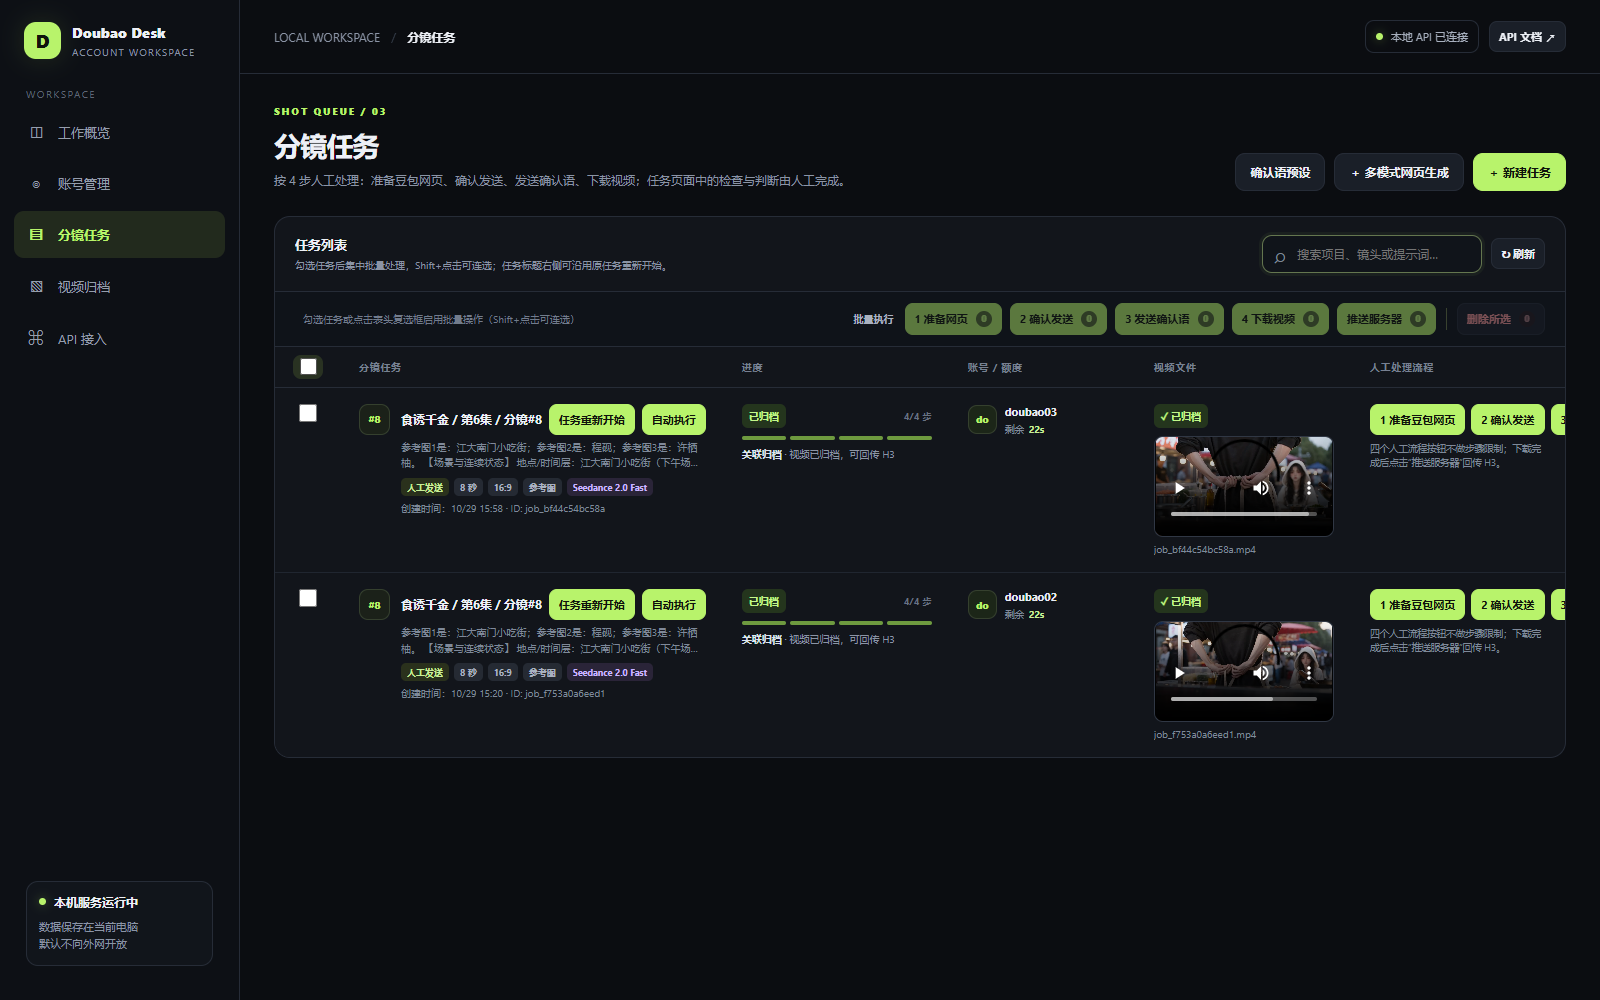 D
Doubao Desk
ACCOUNT WORKSPACE
WORKSPACE
工作概览
账号管理
分镜任务
视频归档
API 接入
本机服务运行中
数据保存在当前电脑
默认不向外网开放
LOCAL WORKSPACE / 分镜任务
本地 API 已连接
API 文档 ↗
SHOT QUEUE / 03
分镜任务
按 4 步人工处理：准备豆包网页、确认发送、发送确认语、下载视频；任务页面中的检查与判断由人工完成。
确认语预设
+ 多模式网页生成
+ 新建任务
任务列表
勾选任务后集中批量处理，Shift+点击可连选；任务标题右侧可沿用原任务重新开始。
搜索项目、镜头或提示词...
↻ 刷新
勾选任务或点击表头复选框启用批量操作（Shift+点击可连选）
批量执行
1 准备网页 0
2 确认发送 0
3 发送确认语 0
4 下载视频 0
推送服务器 0
删除所选 0
分镜任务
进度
账号 / 额度
视频文件
人工处理流程
#8
食诱千金 / 第6集 / 分镜#8
任务重新开始
自动执行
参考图1是：江大南门小吃街；参考图2是：程砚；参考图3是：许栖
柚。 【场景与连续状态】 地点/时间层：江大南门小吃街（下午场...
人工发送
8 秒
16:9
参考图
Seedance 2.0 Fast
创建时间：10/29 15:58 · ID: job_bf44c54bc58a
已归档
4/4 步
关联归档 · 视频已归档，可回传 H3
do
doubao03
剩余 22s
✓ 已归档
job_bf44c54bc58a.mp4
1 准备豆包网页
2 确认发送
3
四个人工流程按钮不做步骤限制；下载完
成后点击“推送服务器”回传 H3。
#8
食诱千金 / 第6集 / 分镜#8
任务重新开始
自动执行
参考图1是：江大南门小吃街；参考图2是：程砚；参考图3是：许栖
柚。 【场景与连续状态】 地点/时间层：江大南门小吃街（下午场...
人工发送
8 秒
16:9
参考图
Seedance 2.0 Fast
创建时间：10/29 15:20 · ID: job_f753a0a6eed1
已归档
4/4 步
关联归档 · 视频已归档，可回传 H3
do
doubao02
剩余 22s
✓ 已归档
job_f753a0a6eed1.mp4
1 准备豆包网页
2 确认发送
3
四个人工流程按钮不做步骤限制；下载完
成后点击“推送服务器”回传 H3。